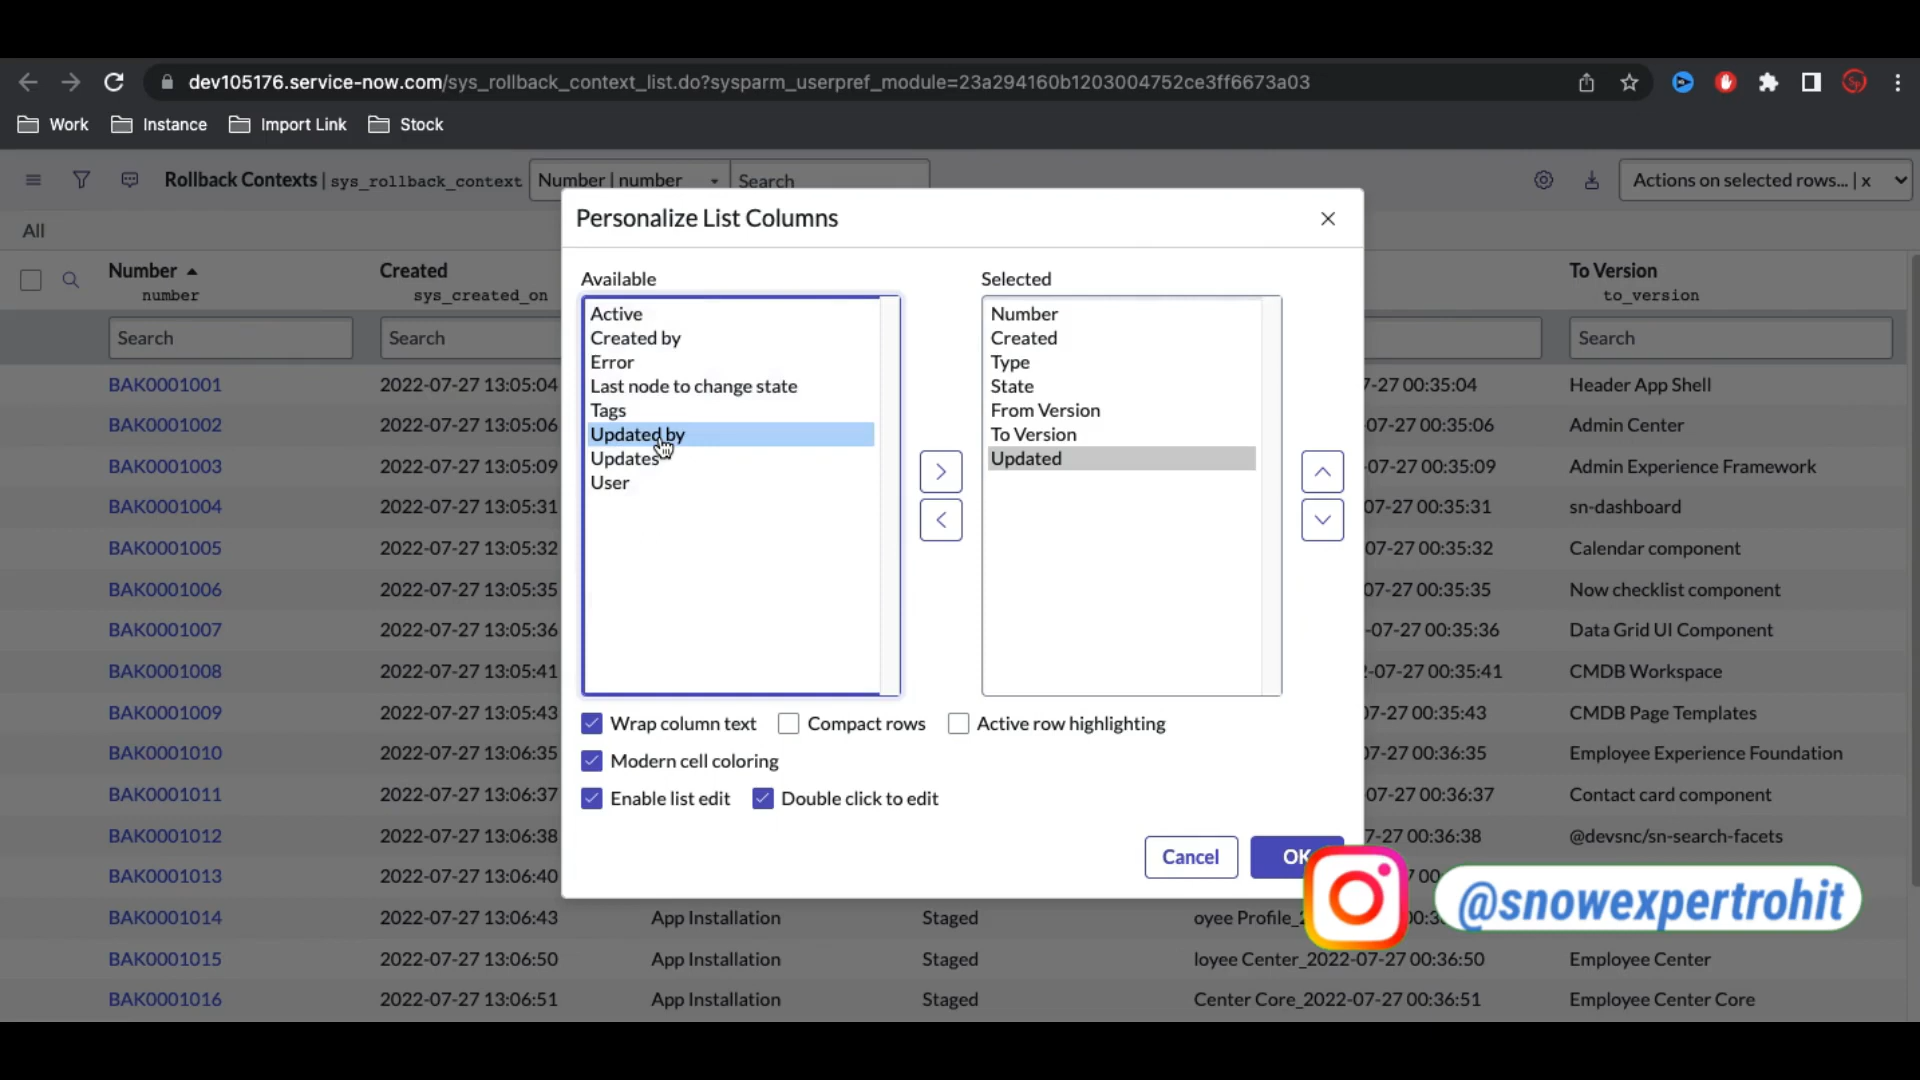 dev105176.service-now.com/sys_rollback_context_list.do?sysparm_userpref_module=23a294160b1203004752ce3ff6673a03
Work Instance Import Link Stock
Rollback Contexts | sys_rollback_context Number | number Search Actions on selected rows... | x
All
Personalize List Columns
Number Created To Version
number sys_created_on to_version
Search Search Search
Available
Active
Created by
Error
Last node to change state
Tags
Updated by
Updates
User
Selected
Number
Created
Type
State
From Version
To Version
Updated
Wrap column text Compact rows Active row highlighting
Modern cell coloring
Enable list edit Double click to edit
Cancel OK
BAK0001001 2022-07-27 13:05:04 7-27 00:35:04 Header App Shell
BAK0001002 2022-07-27 13:05:06 07-27 00:35:06 Admin Center
BAK0001003 2022-07-27 13:05:09 07-27 00:35:09 Admin Experience Framework
BAK0001004 2022-07-27 13:05:31 07-27 00:35:31 sn-dashboard
BAK0001005 2022-07-27 13:05:32 07-27 00:35:32 Calendar component
BAK0001006 2022-07-27 13:05:35 07-27 00:35:35 Now checklist component
BAK0001007 2022-07-27 13:05:36 -07-27 00:35:36 Data Grid UI Component
BAK0001008 2022-07-27 13:05:41 -07-27 00:35:41 CMDB Workspace
BAK0001009 2022-07-27 13:05:43 07-27 00:35:43 CMDB Page Templates
BAK0001010 2022-07-27 13:06:35 07-27 00:36:35 Employee Experience Foundation
BAK0001011 2022-07-27 13:06:37 07-27 00:36:37 Contact card component
BAK0001012 2022-07-27 13:06:38 7-27 00:36:38 @devsnc/sn-search-facets
BAK0001013 2022-07-27 13:06:40
BAK0001014 2022-07-27 13:06:43 App Installation Staged oyee Profile_
BAK0001015 2022-07-27 13:06:50 App Installation Staged loyee Center_2022-07-27 00:36:50 Employee Center
BAK0001016 2022-07-27 13:06:51 App Installation Staged Center Core_2022-07-27 00:36:51 Employee Center Core
@snowexpertrohit